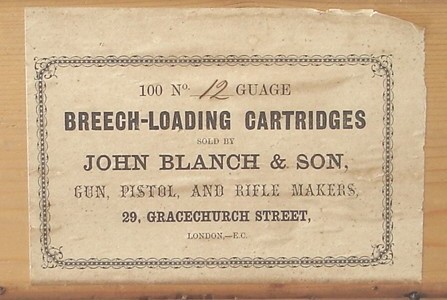 100 No. 12 GUAGE
BREECH-LOADING CARTRIDGES
SOLD BY
JOHN BLANCH & SON,
GUN, PISTOL, AND RIFLE MAKERS,
29, GRACECHURCH STREET,
LONDON,—E.C.